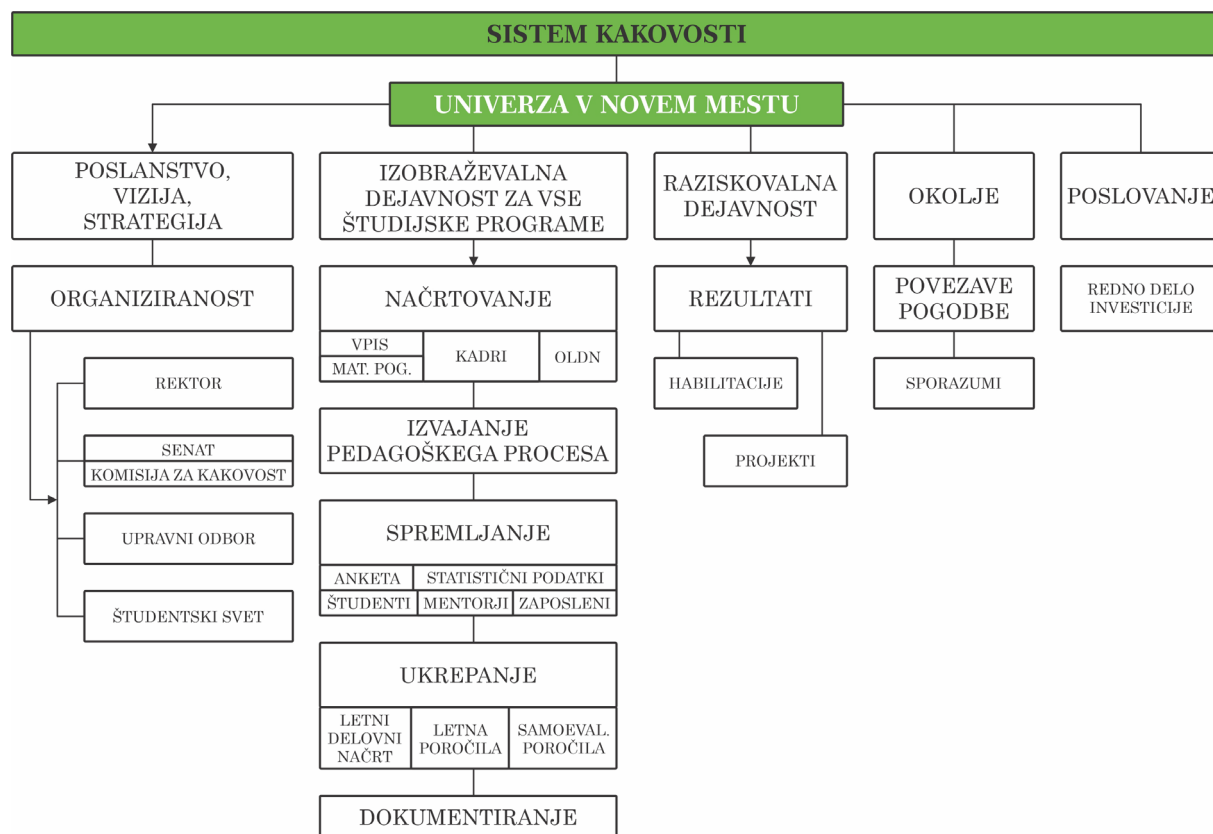 SISTEM KAKOVOSTI
UNIVERZA V NOVEM MESTU
POSLANSTVO,
VIZIJA,
STRATEGIJA
IZOBRAŽEVALNA
DEJAVNOST ZA VSE
ŠTUDIJSKE PROGRAME
RAZISKOVALNA
DEJAVNOST
OKOLJE
POSLOVANJE
ORGANIZIRANOST
NAČRTOVANJE
REZULTATI
POVEZAVE
POGODBE
REDNO DELO
INVESTICIJE
VPIS
MAT. POG.
KADRI
OLDN
REKTOR
HABILITACIJE
SPORAZUMI
SENAT
KOMISIJA ZA KAKOVOST
IZVAJANJE
PEDAGOŠKEGA PROCESA
PROJEKTI
UPRAVNI ODBOR
SPREMLJANJE
ANKETA
STATISTIČNI PODATKI
ŠTUDENTI
MENTORJI
ZAPOSLENI
ŠTUDENTSKI SVET
UKREPANJE
LETNI
DELOVNI
NAČRT
LETNA
POROČILA
SAMOEVAL.
POROČILA
DOKUMENTIRANJE